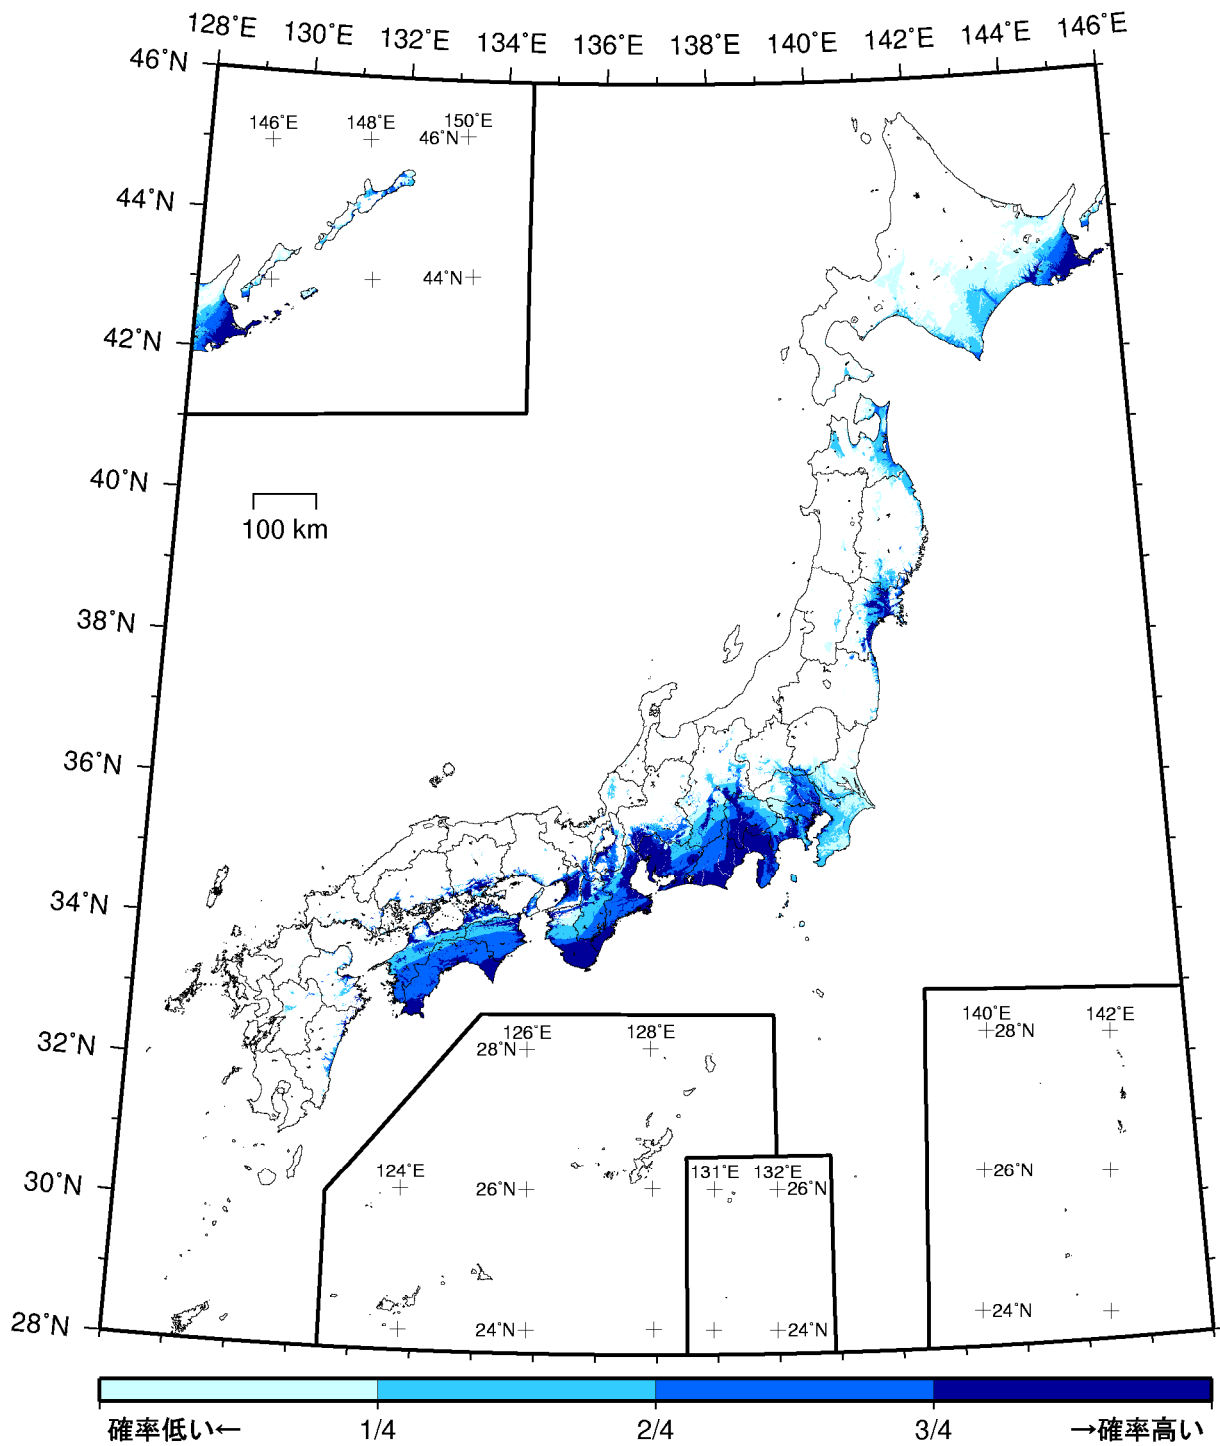 128°E 130°E 132°E 134°E 136°E 138°E 140°E 142°E 144°E 146°E
46°N
146°E 148°E 150°E
46°N
44°N
44°N
42°N
40°N
100 km
38°N
36°N
34°N
32°N
140°E 142°E
28°N
126°E 128°E
28°N
124°E
131°E 132°E
26°N
26°N
26°N
30°N
24°N
24°N
24°N
28°N
確率低い← 1/4 2/4 3/4 →確率高い